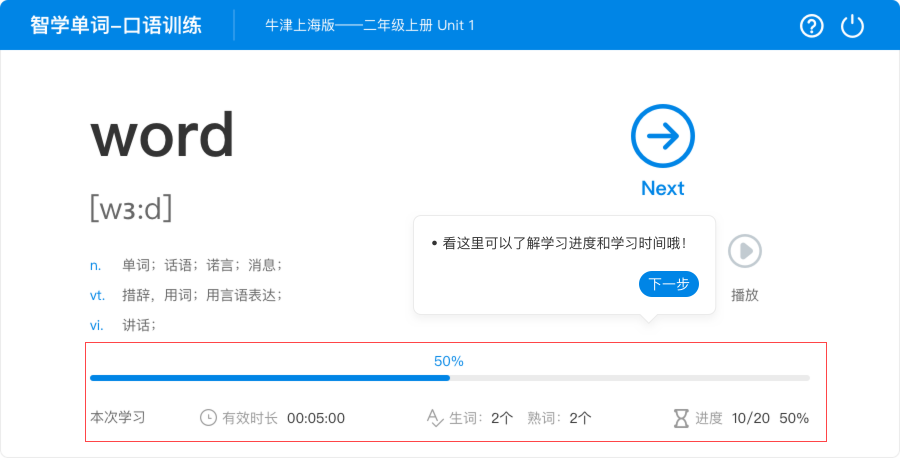 智学单词-口语训练 牛津上海版——二年级上册 Unit 1
word
[wɜ:d]
Next
• 看这里可以了解学习进度和学习时间哦！
下一步
播放
n. 单词；话语；诺言；消息；
vt. 措辞，用词；用言语表达；
vi. 讲话；
50%
本次学习 有效时长 00:05:00 生词： 2个 熟词： 2个 进度 10/20 50%